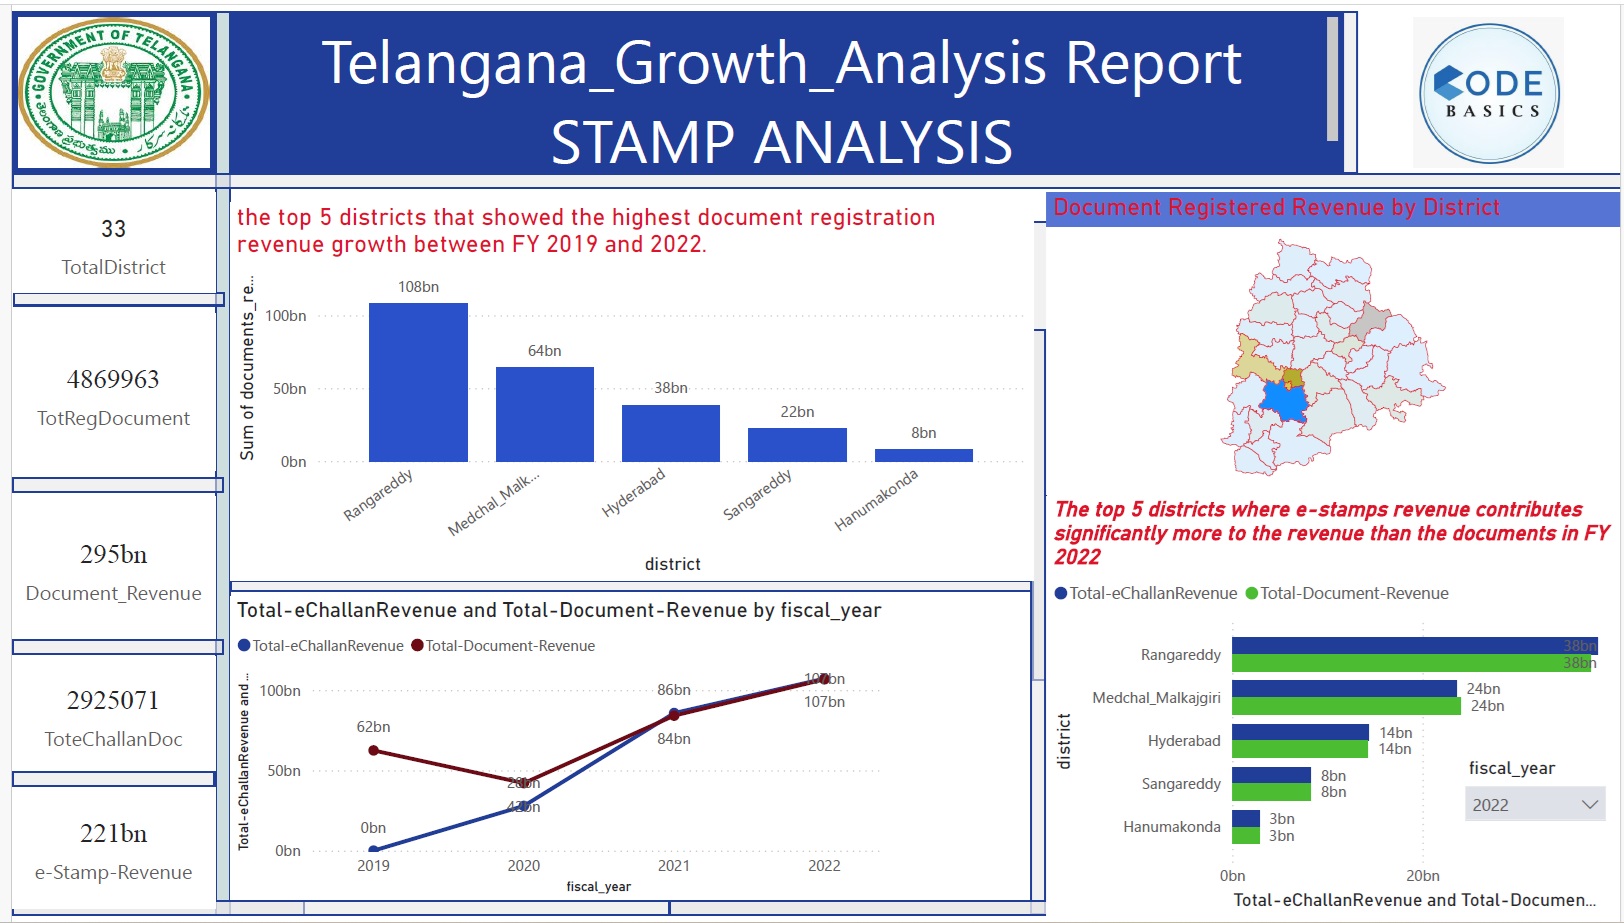 GOVERNMENT OF TELANGANA
Telangana_Growth_Analysis Report
STAMP ANALYSIS
CODE
BASICS
33
TotalDistrict
4869963
TotRegDocument
295bn
Document_Revenue
2925071
ToteChallanDoc
221bn
e-Stamp-Revenue
the top 5 districts that showed the highest document registration
revenue growth between FY 2019 and 2022.
Sum of documents_re...
100bn
50bn
0bn
108bn
64bn
38bn
22bn
8bn
Rangareddy
Medchal_Malk...
Hyderabad
Sangareddy
Hanumakonda
district
Total-eChallanRevenue and Total-Document-Revenue by fiscal_year
Total-eChallanRevenue Total-Document-Revenue
Total-eChallanRevenue and ...
100bn
50bn
0bn
62bn
0bn
28bn
42bn
86bn
84bn
107bn
107bn
2019 2020 2021 2022
fiscal_year
Document Registered Revenue by District
The top 5 districts where e-stamps revenue contributes
significantly more to the revenue than the documents in FY
2022
Total-eChallanRevenue Total-Document-Revenue
district
Rangareddy 38bn
38bn
Medchal_Malkajgiri 24bn
24bn
Hyderabad 14bn
14bn
Sangareddy 8bn
8bn
Hanumakonda 3bn
3bn
0bn 20bn
Total-eChallanRevenue and Total-Documen...
fiscal_year
2022